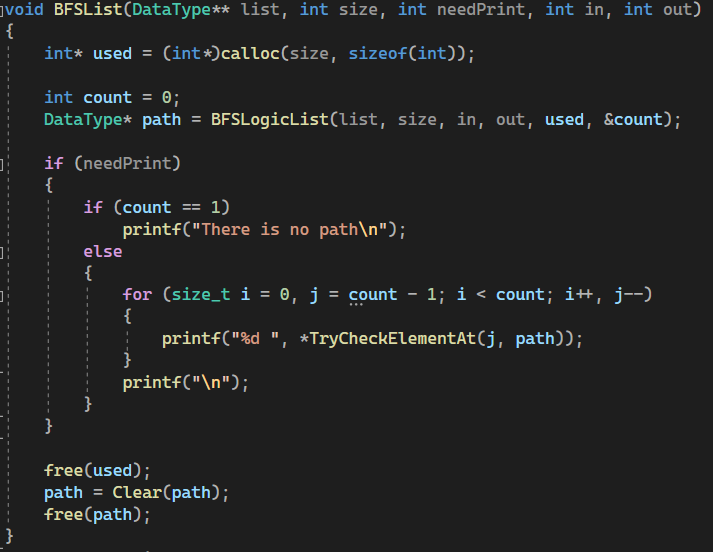 void BFSList(DataType** list, int size, int needPrint, int in, int out)
{
    int* used = (int*)calloc(size, sizeof(int));

    int count = 0;
    DataType* path = BFSLogicList(list, size, in, out, used, &count);

    if (needPrint)
    {
        if (count == 1)
            printf("There is no path\n");
        else
        {
            for (size_t i = 0, j = count - 1; i < count; i++, j--)
            {
                printf("%d ", *TryCheckElementAt(j, path));
            }
            printf("\n");
        }
    }

    free(used);
    path = Clear(path);
    free(path);
}